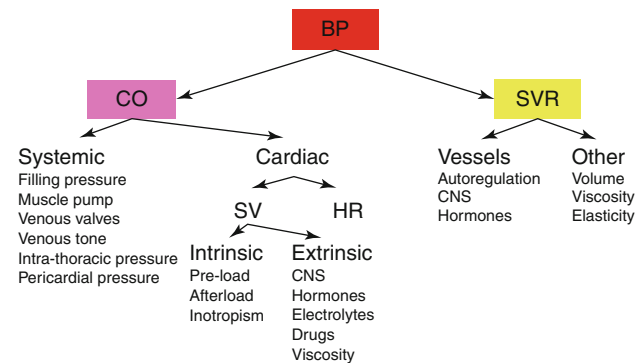 BP
CO
SVR
Systemic
Filling pressure
Muscle pump
Venous valves
Venous tone
Intra-thoracic pressure
Pericardial pressure
Cardiac
SV
HR
Intrinsic
Pre-load
Afterload
Inotropism
Extrinsic
CNS
Hormones
Electrolytes
Drugs
Viscosity
Vessels
Autoregulation
CNS
Hormones
Other
Volume
Viscosity
Elasticity